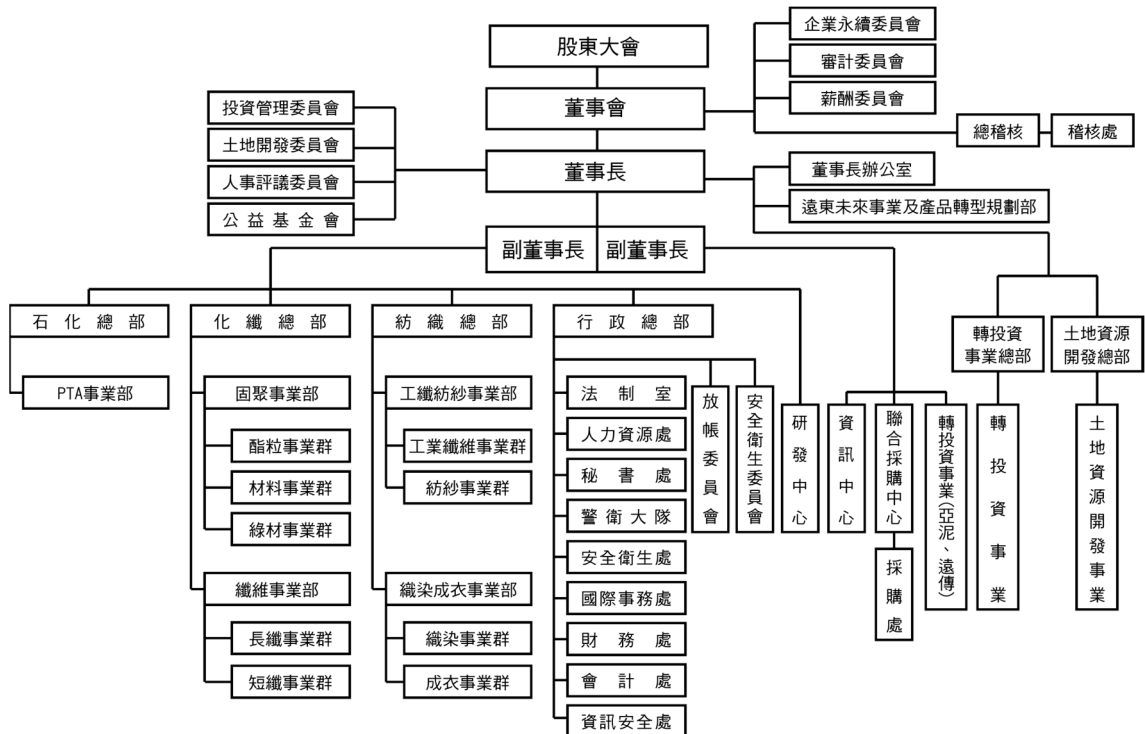 股東大會
董事會
企業永續委員會
審計委員會
薪酬委員會
總稽核
稽核處
董事長
投資管理委員會
土地開發委員會
人事評議委員會
公益基金會
董事長辦公室
遠東未來事業及產品轉型規劃部
副董事長
副董事長
石化總部
PTA事業部
化纖總部
固聚事業部
酯粒事業群
材料事業群
綠材事業群
纖維事業部
長纖事業群
短纖事業群
紡織總部
工纖紡紗事業部
工業纖維事業群
紡紗事業群
織染成衣事業部
織染事業群
成衣事業群
行政總部
法制室
人力資源處
秘書處
警衛大隊
安全衛生處
國際事務處
財務處
會計處
資訊安全處
放帳委員會
安全衛生委員會
研發中心
資訊中心
聯合採購中心
採購處
轉投資事業(亞泥、遠傳)
轉投資
事業總部
轉投資事業
土地資源
開發總部
土地資源開發事業